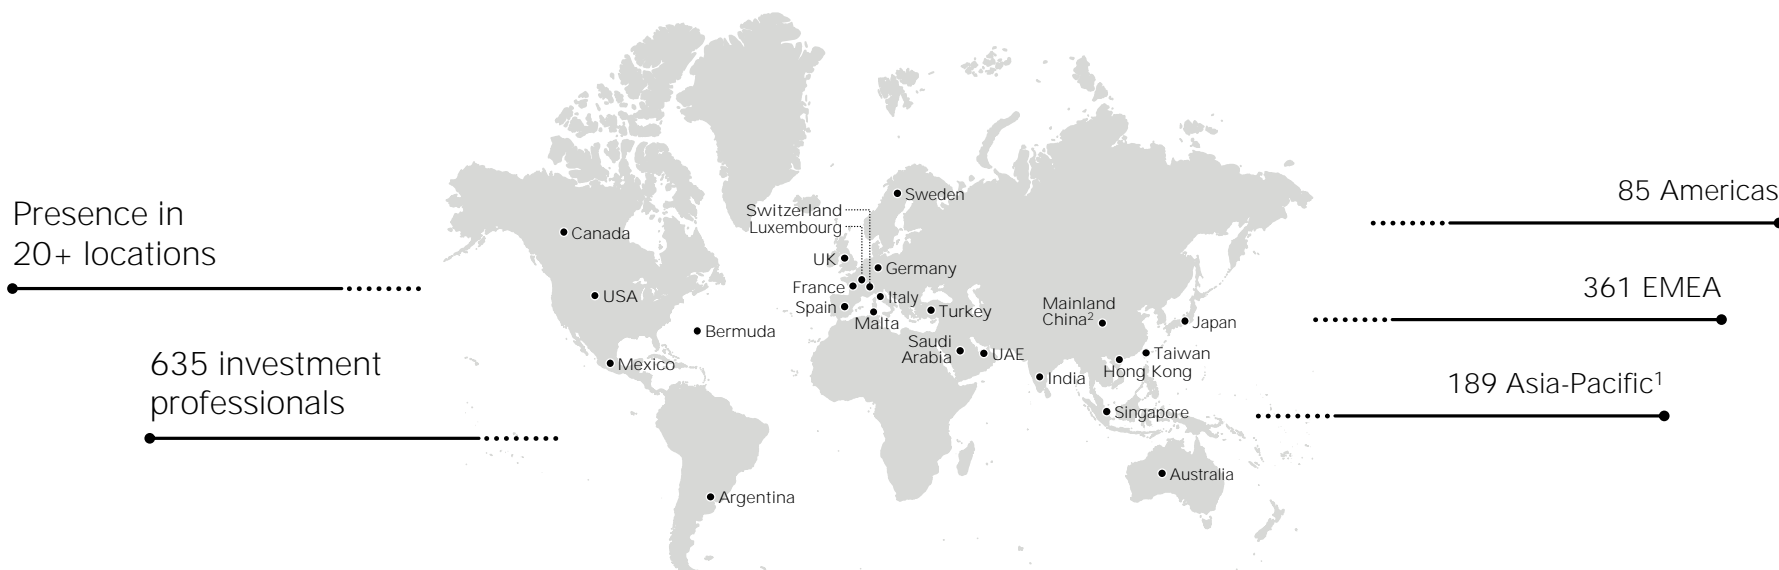 Presence in
20+ locations
635 investment
professionals
Canada
USA
Bermuda
Mexico
Argentina
Sweden
Switzerland
Luxembourg
UK
Germany
France
Italy
Spain
Malta
Turkey
Saudi
Arabia
UAE
India
Mainland
China²
Japan
Taiwan
Hong Kong
Singapore
Australia
85 Americas
361 EMEA
189 Asia-Pacific¹